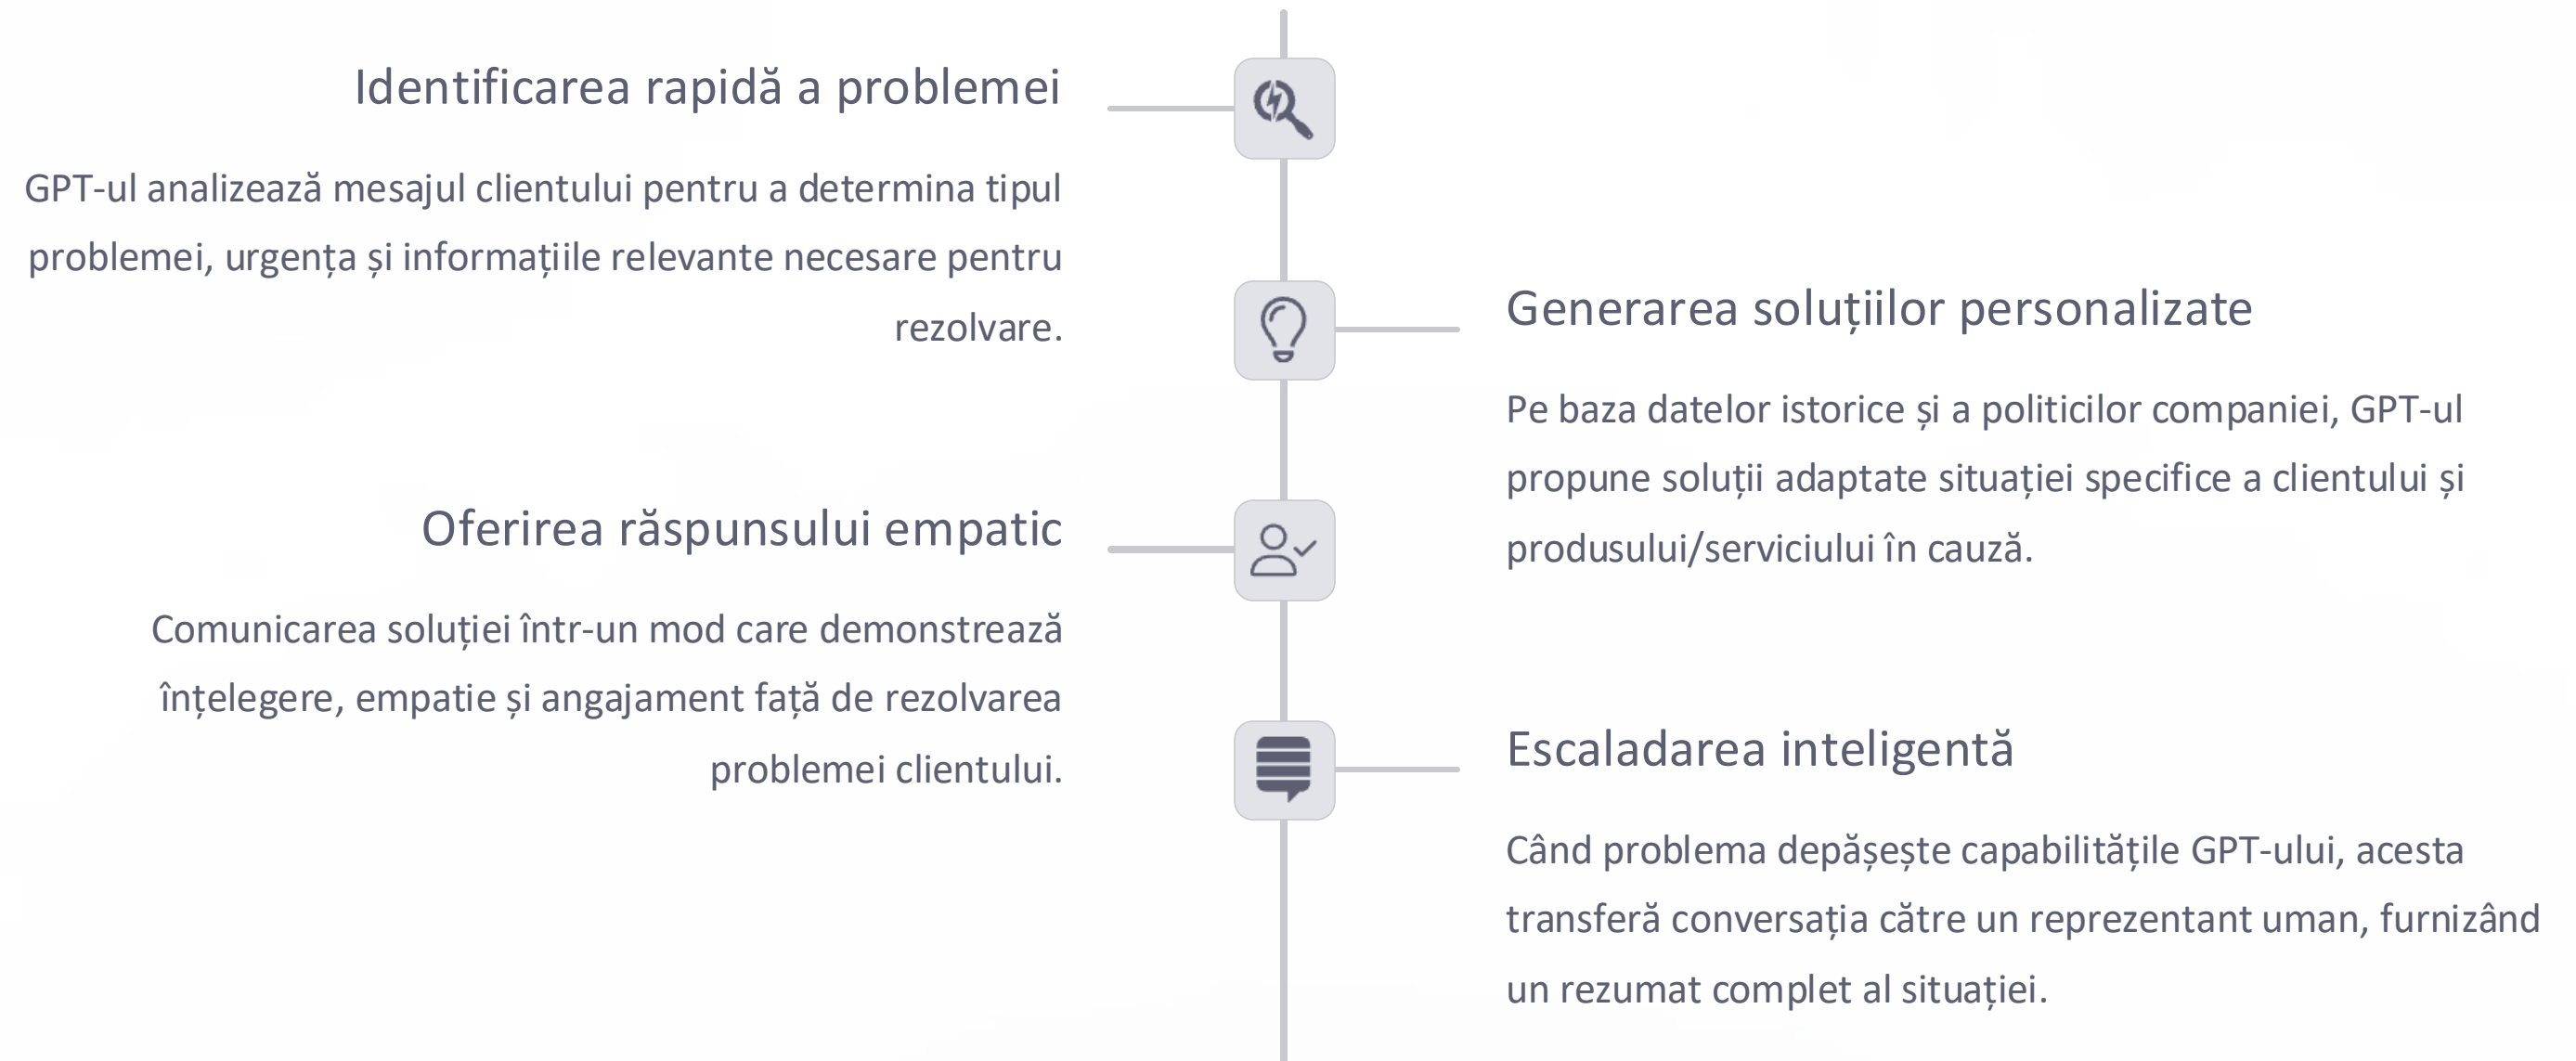 Identificarea rapidă a problemei
GPT-ul analizează mesajul clientului pentru a determina tipul
problemei, urgența și informațiile relevante necesare pentru
rezolvare.
Generarea soluțiilor personalizate
Pe baza datelor istorice și a politicilor companiei, GPT-ul
propune soluții adaptate situației specifice a clientului și
produsului/serviciului în cauză.
Oferirea răspunsului empatic
Comunicarea soluției într-un mod care demonstrează
înțelegere, empatie și angajament față de rezolvarea
problemei clientului.
Escaladarea inteligentă
Când problema depășește capabilitățile GPT-ului, acesta
transferă conversația către un reprezentant uman, furnizând
un rezumat complet al situației.